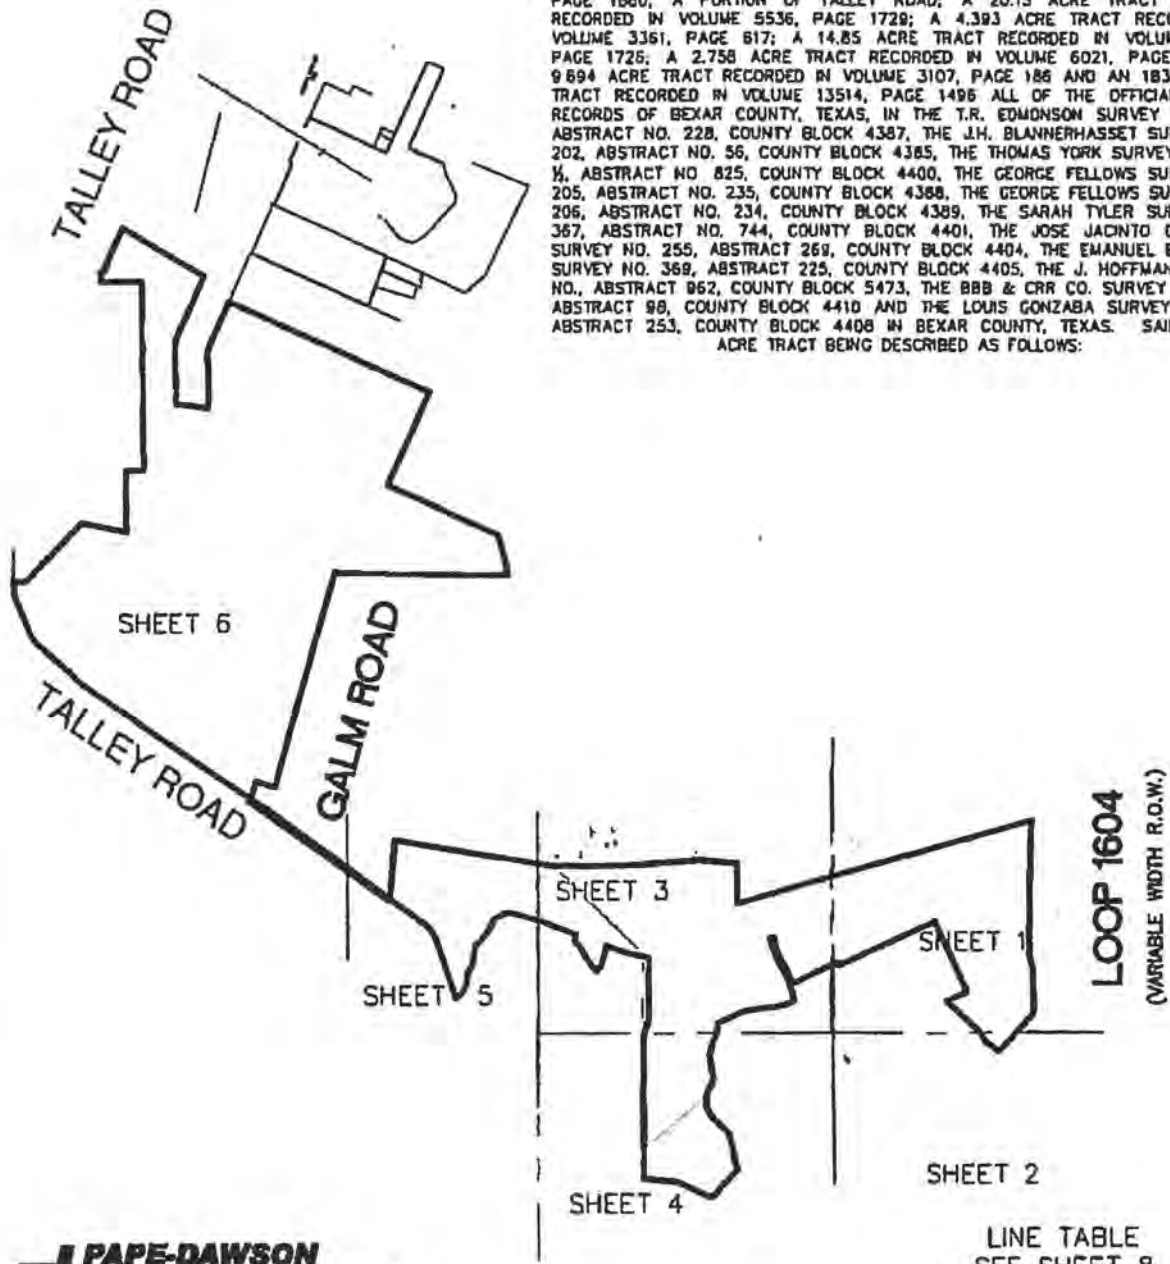 PAGE 1660, A PORTION OF TALLEY ROAD; A 20.15 ACRE TRACT
RECORDED IN VOLUME 5536, PAGE 1729; A 4.393 ACRE TRACT
VOLUME 3361, PAGE 617; A 14.85 ACRE TRACT RECORDED IN
PAGE 1726; A 2.758 ACRE TRACT RECORDED IN VOLUME 6021, PAGE
9.694 ACRE TRACT RECORDED IN VOLUME 3107, PAGE 186 AND AN 183
TRACT RECORDED IN VOLUME 13514, PAGE 1496 ALL OF THE OFFICIAL
RECORDS OF BEXAR COUNTY, TEXAS, IN THE T.R. EDMONSON SURVEY
ABSTRACT NO. 228, COUNTY BLOCK 4387, THE J.H. BLANNERHASSET
202, ABSTRACT NO. 56, COUNTY BLOCK 4385, THE THOMAS YORK SURVEY
½, ABSTRACT NO 825, COUNTY BLOCK 4400, THE GEORGE FELLOWS
205, ABSTRACT NO. 235, COUNTY BLOCK 4388, THE GEORGE FELLOWS
206, ABSTRACT NO. 234, COUNTY BLOCK 4389, THE SARAH TYLER
367, ABSTRACT NO. 744, COUNTY BLOCK 4401, THE JOSE JACINTO
SURVEY NO. 255, ABSTRACT 269, COUNTY BLOCK 4404, THE EMANUEL
SURVEY NO. 369, ABSTRACT 225, COUNTY BLOCK 4405, THE J. HOFFMAN
NO., ABSTRACT 962, COUNTY BLOCK 5473, THE BBB & CRR CO. SURVEY
ABSTRACT 98, COUNTY BLOCK 4410 AND THE LOUIS GONZABA SURVEY
ABSTRACT 253, COUNTY BLOCK 4408 IN BEXAR COUNTY, TEXAS.
ACRE TRACT BEING DESCRIBED AS FOLLOWS:
TALLEY ROAD
SHEET 6
TALLEY ROAD
GALM ROAD
LOOP 1604
(VARIABLE WIDTH R.O.W.)
SHEET 3
SHEET 1
SHEET 5
SHEET 2
SHEET 4
PAPE-DAWSON
LINE TABLE
SEE SHEET 8